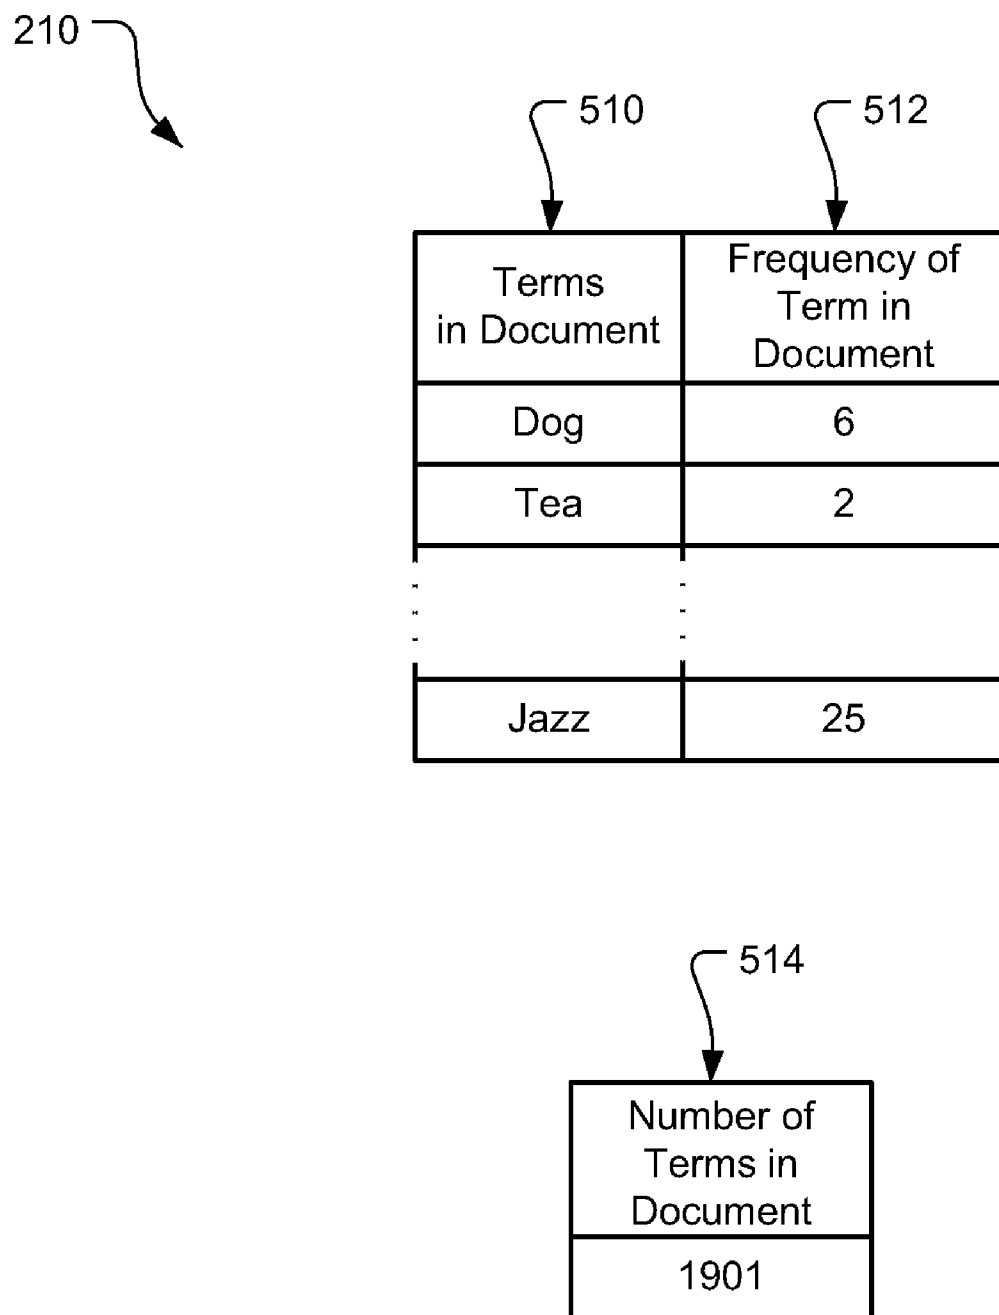 210
510
512
Terms
in Document
Frequency of
Term in
Document
Dog
6
Tea
2
Jazz
25
514
Number of
Terms in
Document
1901